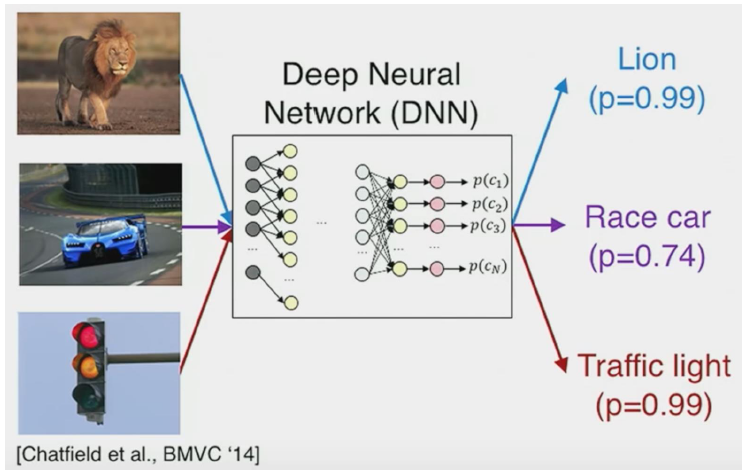 Deep Neural
Network (DNN)
Lion
(p=0.99)
p(c₁)
p(c₂)
p(c₃)
...
...
...
...
p(c_N)
Race car
(p=0.74)
Traffic light
(p=0.99)
[Chatfield et al., BMVC ‘14]